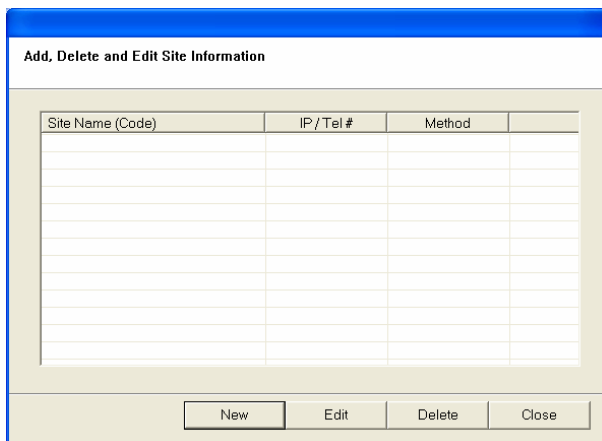 Add, Delete and Edit Site Information
Site Name (Code) IP / Tel # Method
New Edit Delete Close